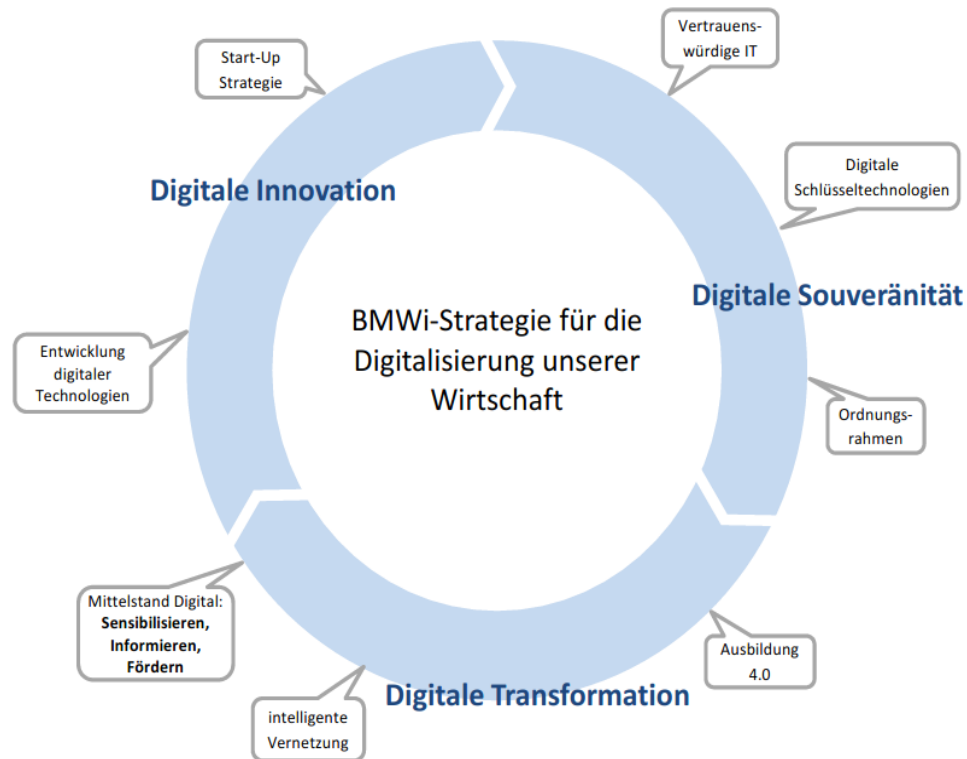 Start-Up
Strategie
Vertrauens-
würdige IT
Digitale
Schlüsseltechnologien
Digitale Innovation
Digitale Souveränität
BMWi-Strategie für die
Digitalisierung unserer
Wirtschaft
Entwicklung
digitaler
Technologien
Ordnungs-
rahmen
Mittelstand Digital:
Sensibilisieren,
Informieren,
Fördern
Ausbildung
4.0
Digitale Transformation
intelligente
Vernetzung